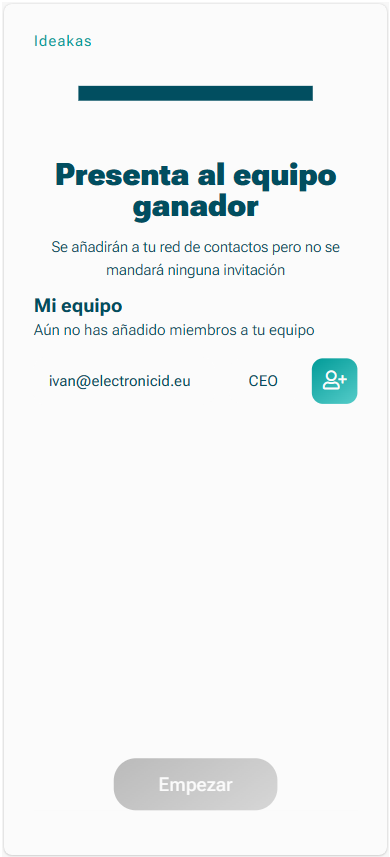 Ideakas
Presenta al equipo
ganador
Se añadirán a tu red de contactos pero no se
mandará ninguna invitación
Mi equipo
Aún no has añadido miembros a tu equipo
ivan@electronicid.eu CEO
Empezar